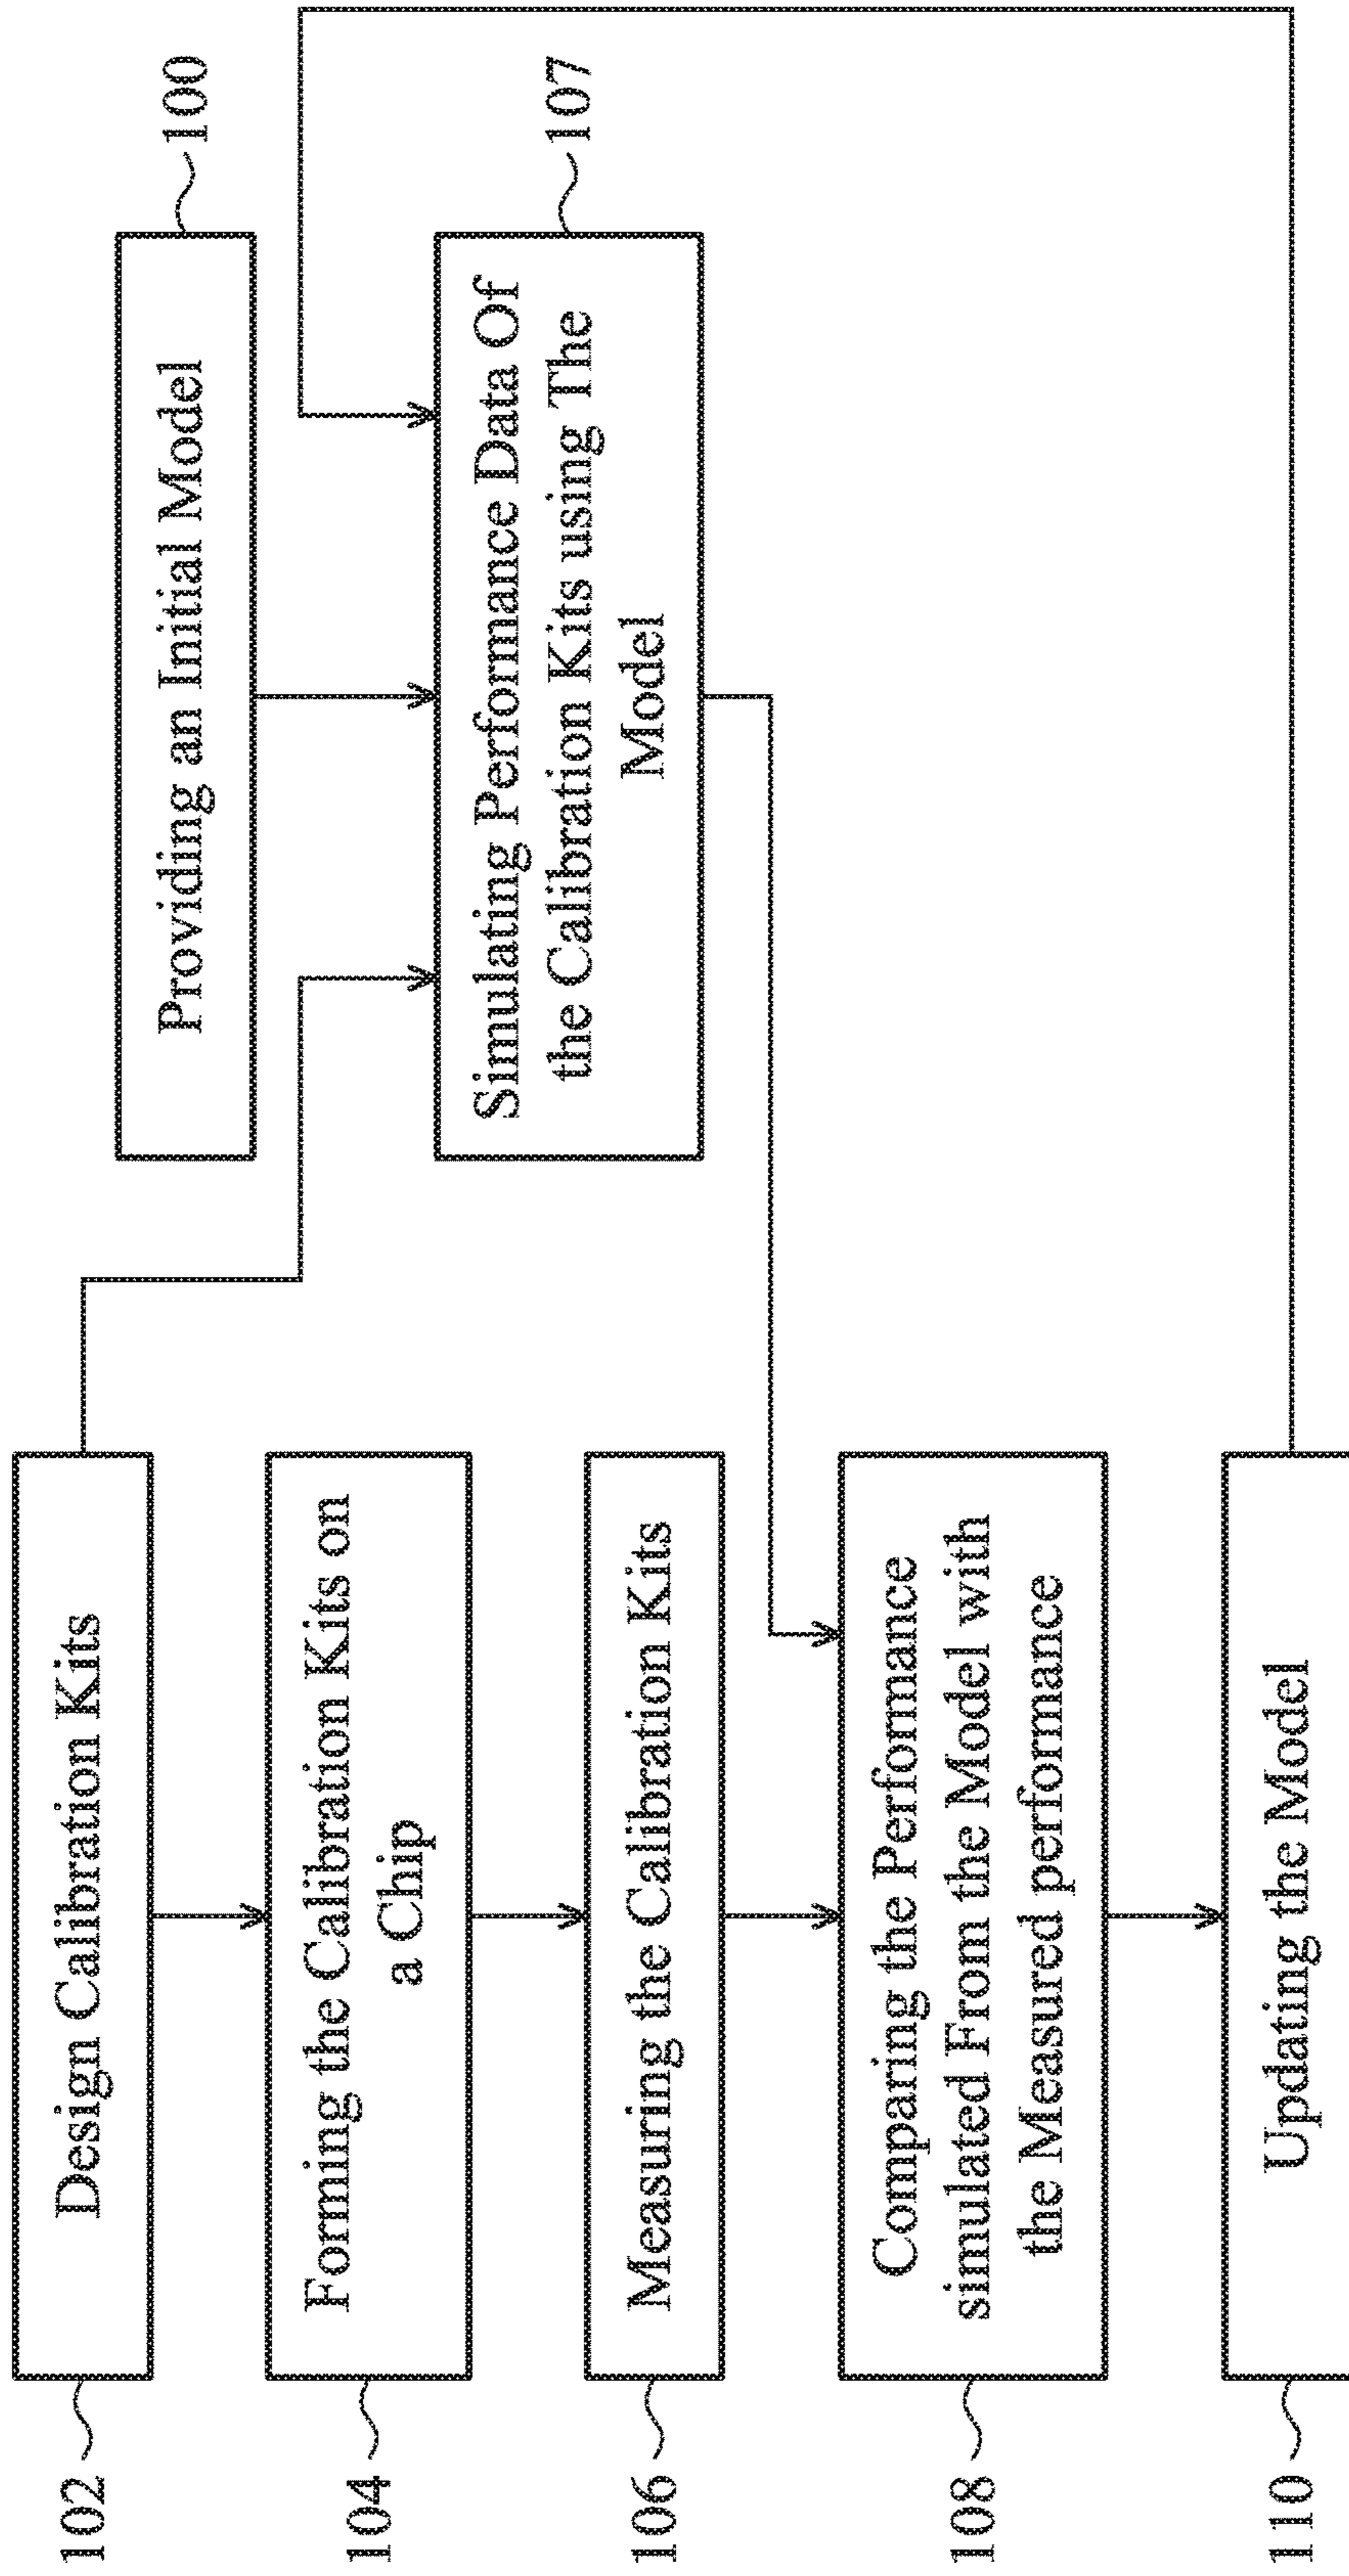 102
Design Calibration Kits
104
Forming the Calibration Kits on
a Chip
106
Measuring the Calibration Kits
108
Comparing the Performance
simulated From the Model with
the Measured performance
110
Updating the Model
Providing an Initial Model
100
Simulating Performance Data Of
the Calibration Kits using The
Model
107